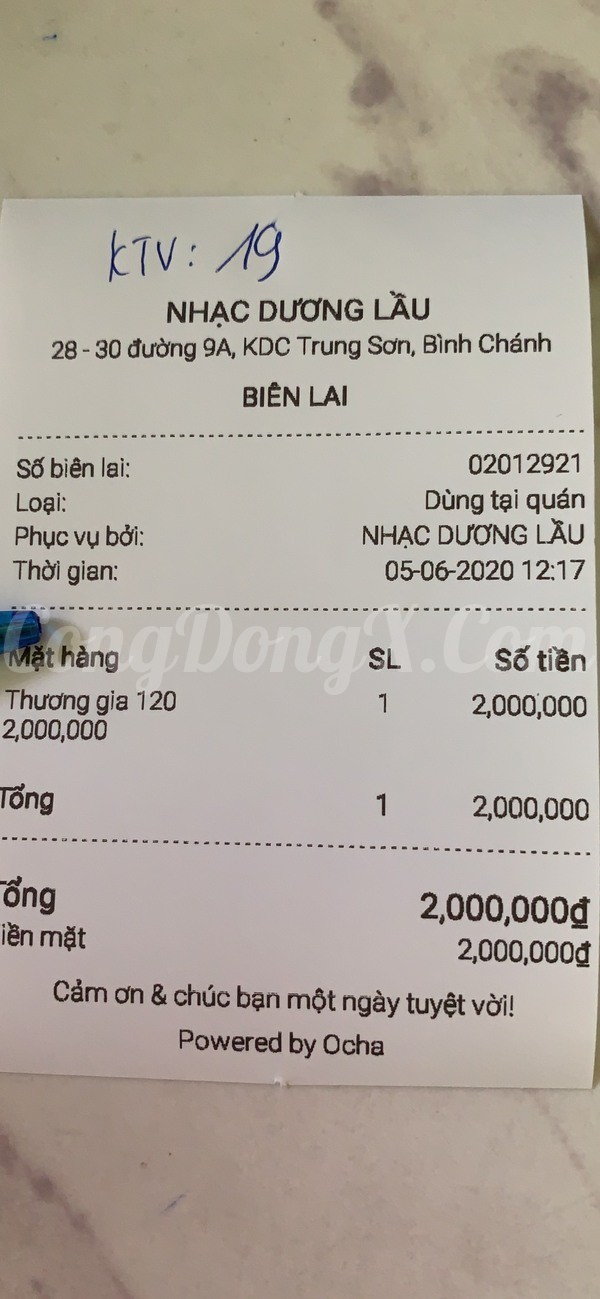 KTV: 19
NHẠC DƯƠNG LẦU
28 - 30 đường 9A, KDC Trung Sơn, Bình Chánh
BIÊN LAI
Số biên lai: 02012921
Loại: Dùng tại quán
Phục vụ bởi: NHẠC DƯƠNG LẦU
Thời gian: 05-06-2020 12:17
CongDongX.Com
Mặt hàng SL Số tiền
Thương gia 120 1 2,000,000
2,000,000
Tổng 1 2,000,000
Tổng 2,000,000₫
iền mặt 2,000,000₫
Cảm ơn & chúc bạn một ngày tuyệt vời!
Powered by Ocha